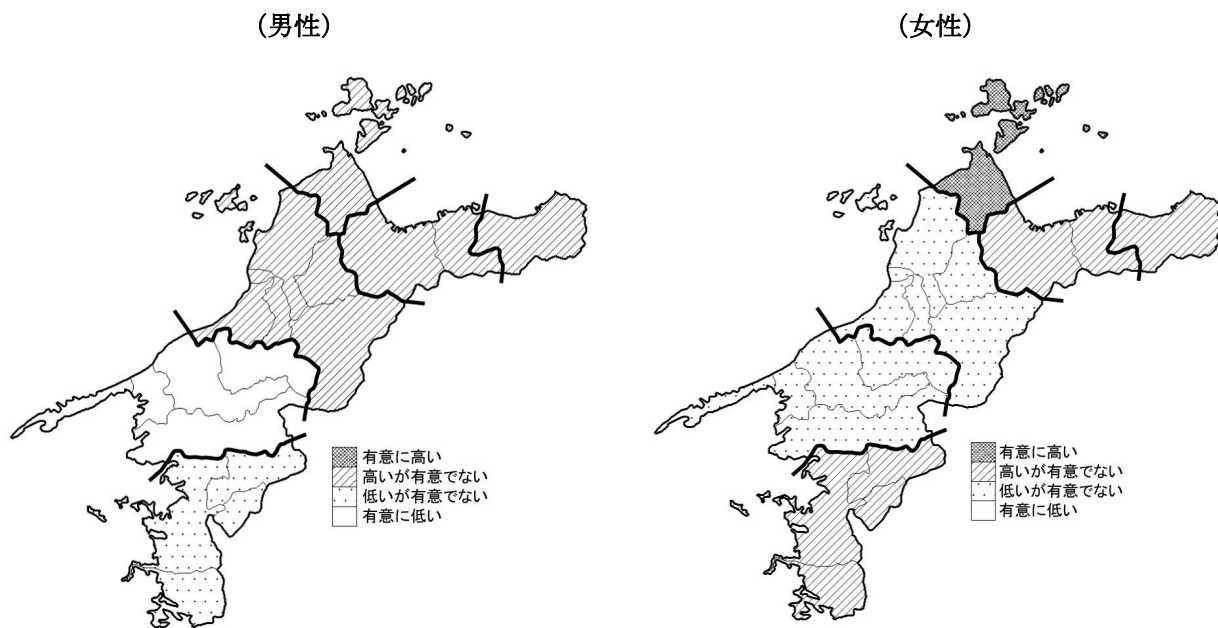 (男性)
(女性)
有意に高い
高いが有意でない
低いが有意でない
有意に低い
有意に高い
高いが有意でない
低いが有意でない
有意に低い